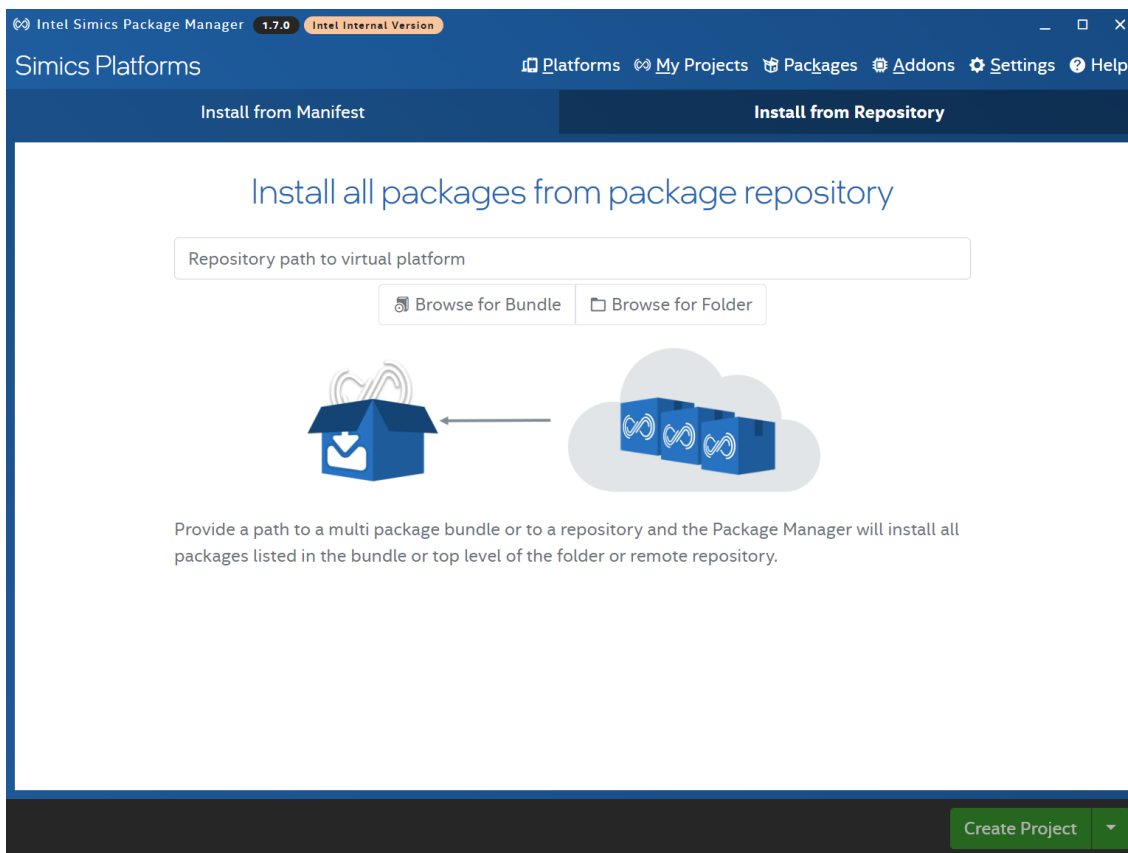 Intel Simics Package Manager 1.7.0 Intel Internal Version
Simics Platforms
Platforms My Projects Packages Addons Settings Help
Install from Manifest
Install from Repository
Install all packages from package repository
Repository path to virtual platform
Browse for Bundle
Browse for Folder
Provide a path to a multi package bundle or to a repository and the Package Manager will install all
packages listed in the bundle or top level of the folder or remote repository.
Create Project